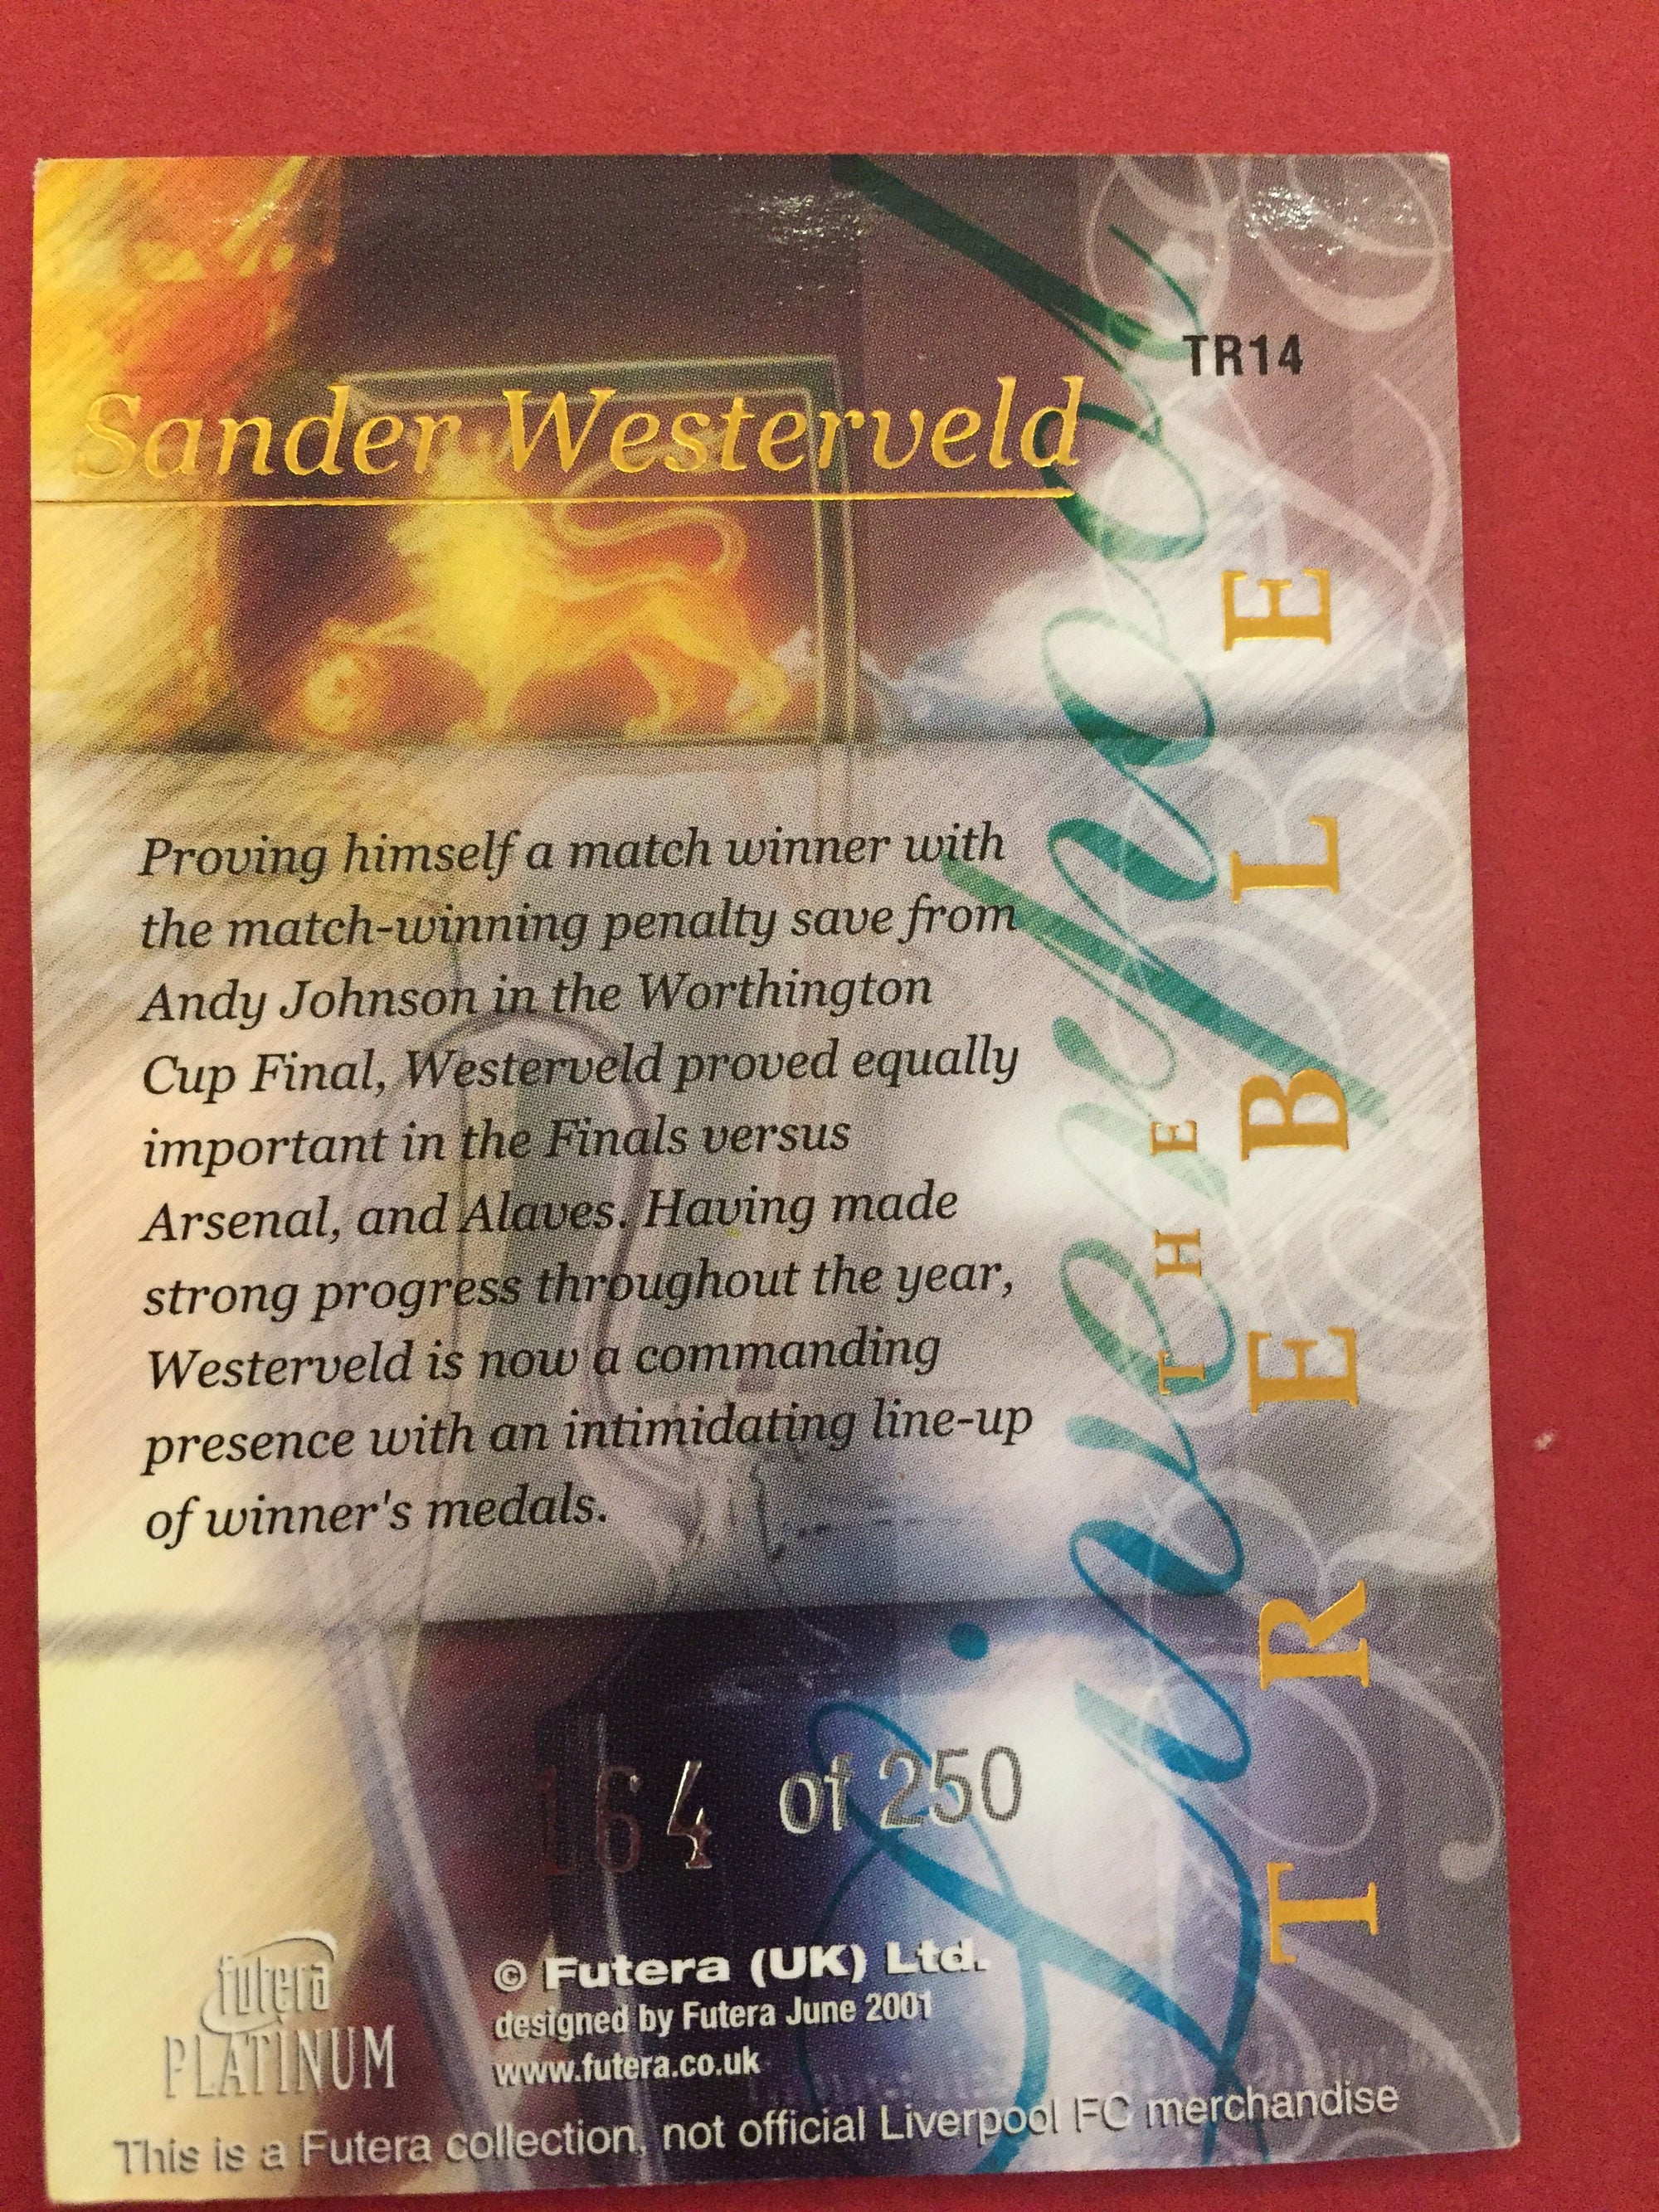 TR14
Sander Westerveld
Proving himself a match winner with
the match-winning penalty save from
Andy Johnson in the Worthington
Cup Final, Westerveld proved equally
important in the Finals versus
Arsenal, and Alaves. Having made
strong progress throughout the year,
Westerveld is now a commanding
presence with an intimidating line-up
of winner's medals.
Liverpool
THE
TREBLE
164 of 250
futera
PLATINUM
© Futera (UK) Ltd.
designed by Futera June 2001
www.futera.co.uk
This is a Futera collection, not official Liverpool FC merchandise